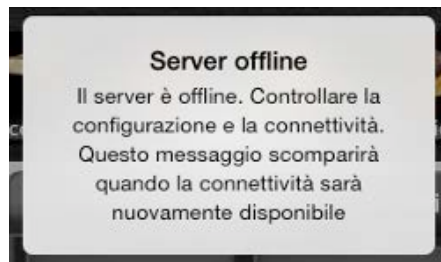 Server offline
Il server è offline. Controllare la
configurazione e la connettività.
Questo messaggio scomparirà
quando la connettività sarà
nuovamente disponibile